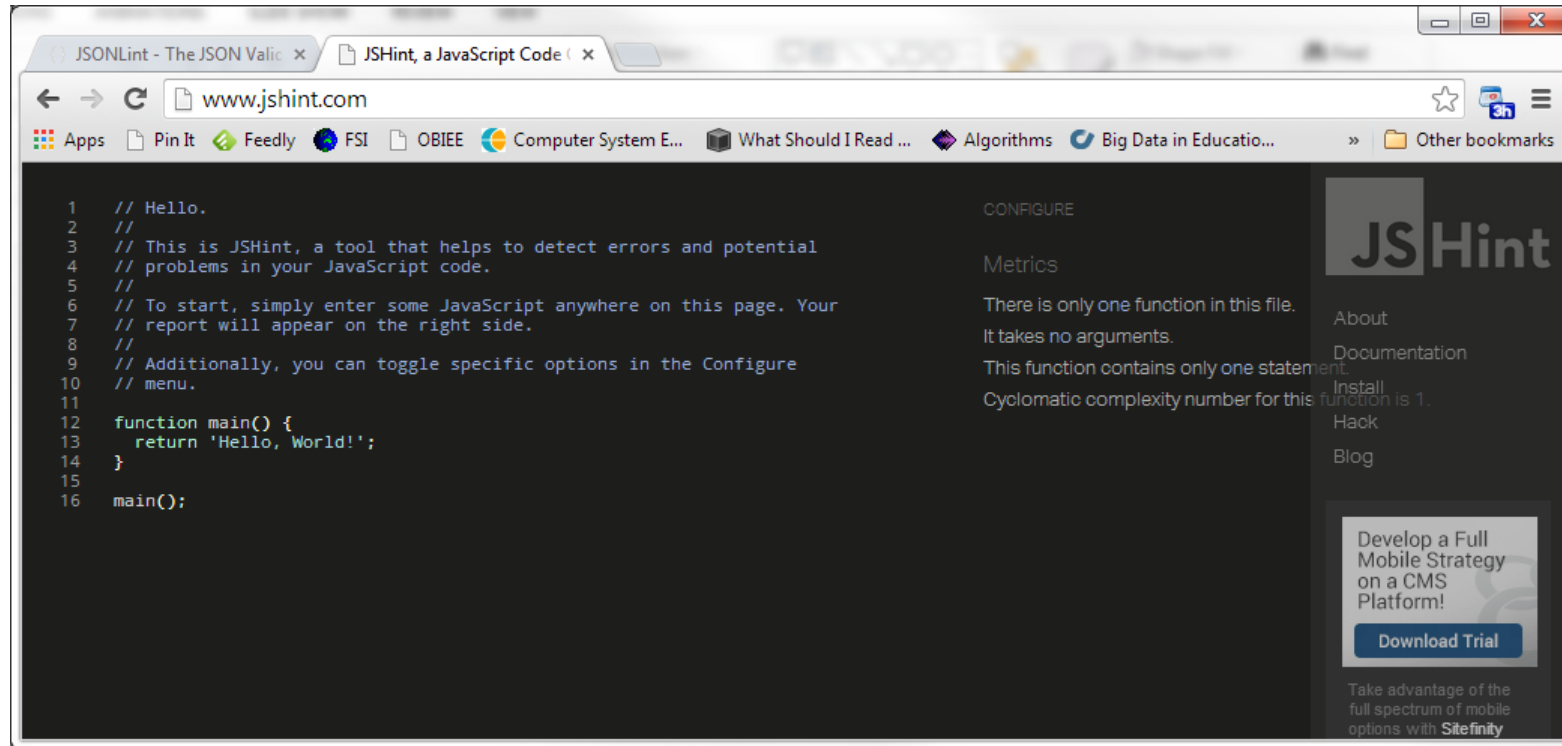 JSONLint - The JSON Valic
JSHint, a JavaScript Code (
www.jshint.com
3h
Apps Pin It Feedly FSI OBIEE Computer System E... What Should I Read ... Algorithms Big Data in Educatio... » Other bookmarks
1 // Hello.
2 //
3 // This is JSHint, a tool that helps to detect errors and potential
4 // problems in your JavaScript code.
5 //
6 // To start, simply enter some JavaScript anywhere on this page. Your
7 // report will appear on the right side.
8 //
9 // Additionally, you can toggle specific options in the Configure
10 // menu.
11
12 function main() {
13   return 'Hello, World!';
14 }
15
16 main();
CONFIGURE
Metrics
There is only one function in this file.
It takes no arguments.
This function contains only one statement.
Cyclomatic complexity number for this function is 1.
JSHint
About
Documentation
Install
Hack
Blog
Develop a Full
Mobile Strategy
on a CMS
Platform!
Download Trial
Take advantage of the
full spectrum of mobile
options with Sitefinity